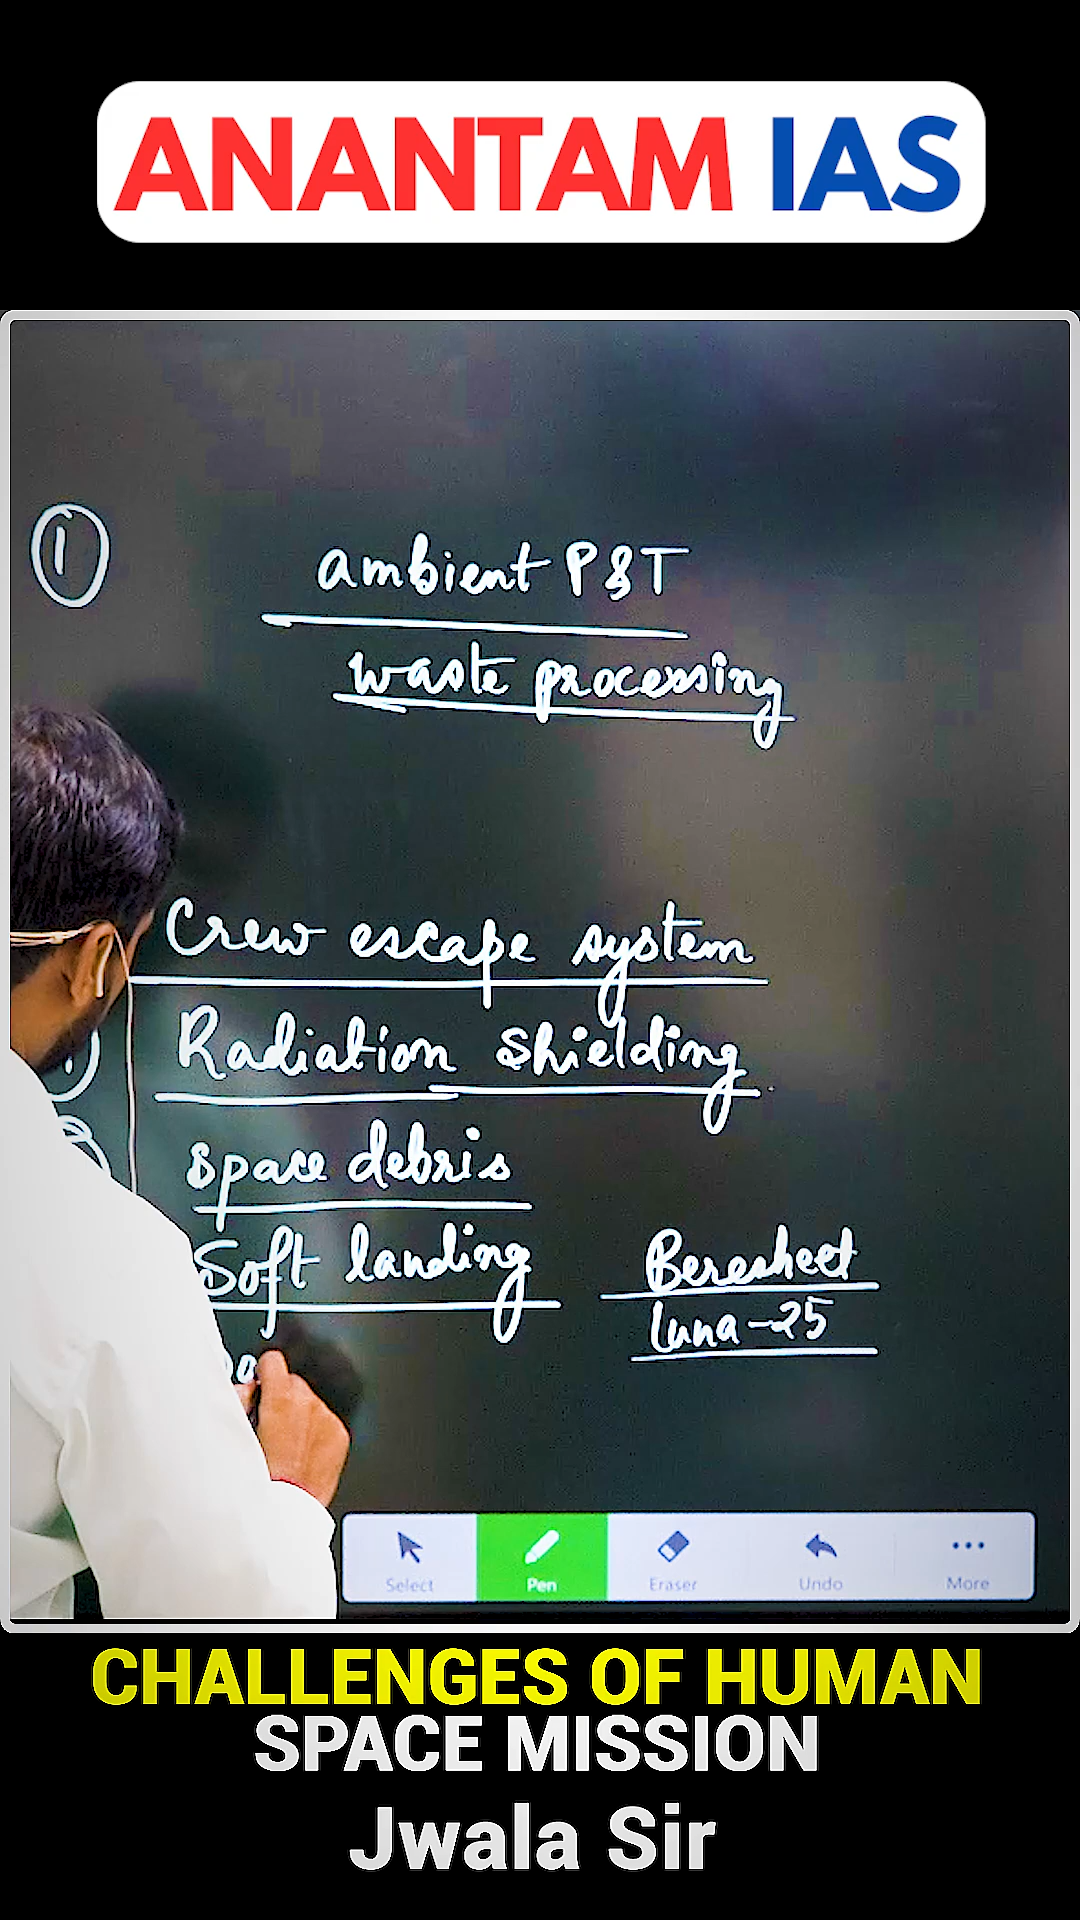 ANANTAM IAS
1
ambient P&T
waste processing
Crew escape system
Radiation shielding
space debris
Soft landing
Beresheet
luna-25
Select
Pen
Eraser
Undo
More
CHALLENGES OF HUMAN
SPACE MISSION
Jwala Sir